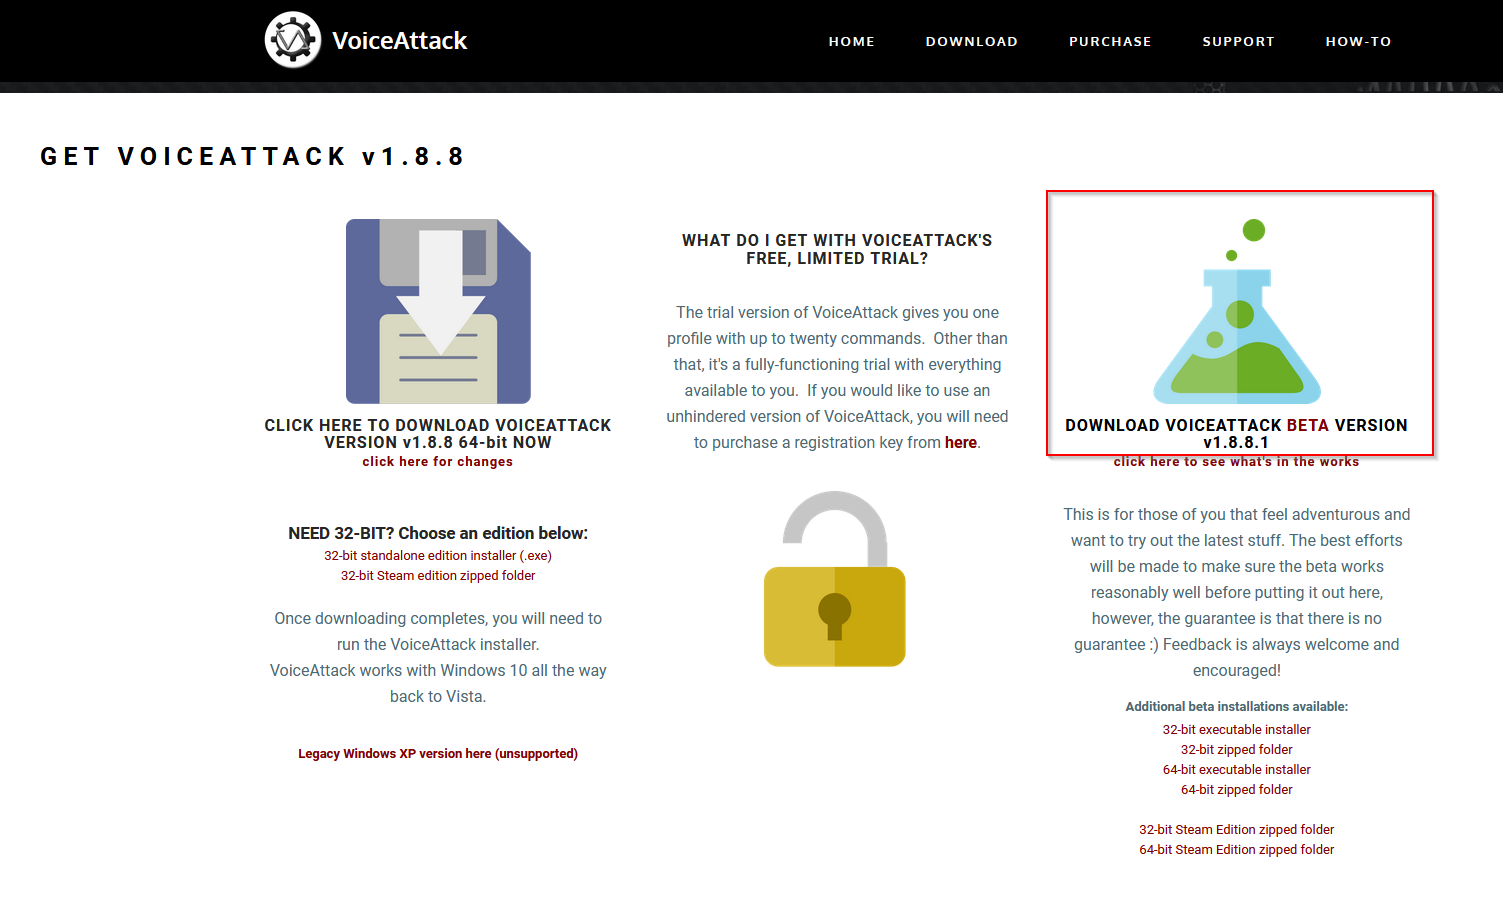 VoiceAttack
HOME
DOWNLOAD
PURCHASE
SUPPORT
HOW-TO
GET VOICEATTACK v1.8.8
CLICK HERE TO DOWNLOAD VOICEATTACK
VERSION v1.8.8 64-bit NOW
click here for changes
NEED 32-BIT? Choose an edition below:
32-bit standalone edition installer (.exe)
32-bit Steam edition zipped folder
Once downloading completes, you will need to
run the VoiceAttack installer.
VoiceAttack works with Windows 10 all the way
back to Vista.
Legacy Windows XP version here (unsupported)
WHAT DO I GET WITH VOICEATTACK'S
FREE, LIMITED TRIAL?
The trial version of VoiceAttack gives you one
profile with up to twenty commands.  Other than
that, it's a fully-functioning trial with everything
available to you.  If you would like to use an
unhindered version of VoiceAttack, you will need
to purchase a registration key from here.
DOWNLOAD VOICEATTACK BETA VERSION
v1.8.8.1
click here to see what's in the works
This is for those of you that feel adventurous and
want to try out the latest stuff. The best efforts
will be made to make sure the beta works
reasonably well before putting it out here,
however, the guarantee is that there is no
guarantee :) Feedback is always welcome and
encouraged!
Additional beta installations available:
32-bit executable installer
32-bit zipped folder
64-bit executable installer
64-bit zipped folder
32-bit Steam Edition zipped folder
64-bit Steam Edition zipped folder